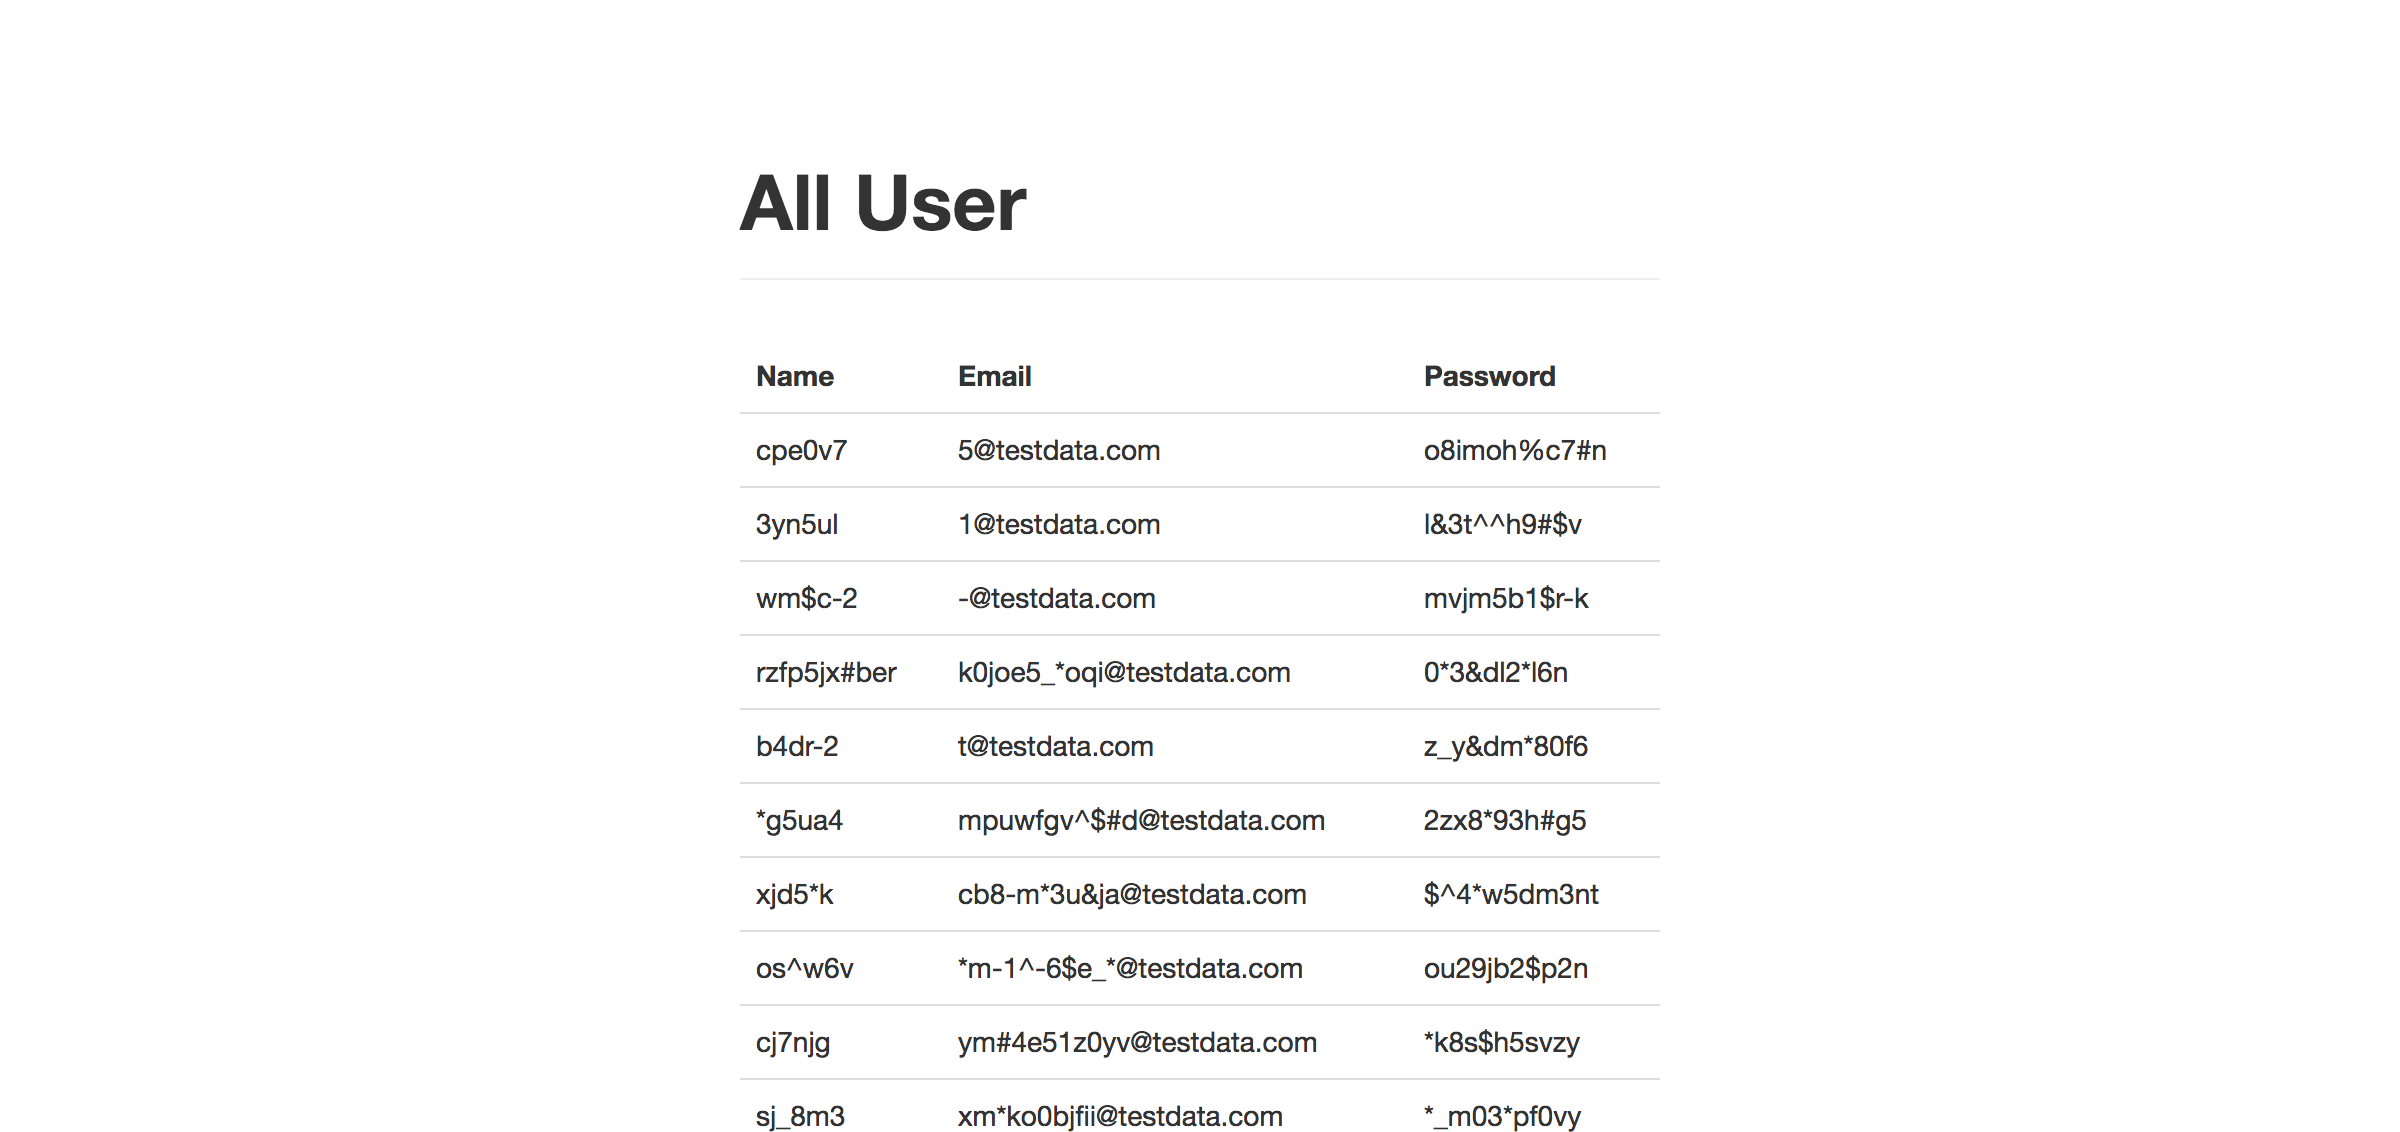 All User
Name Email Password
cpe0v7 5@testdata.com o8imoh%c7#n
3yn5ul 1@testdata.com l&3t^^h9#$v
wm$c-2 -@testdata.com mvjm5b1$r-k
rzfp5jx#ber k0joe5_*oqi@testdata.com 0*3&dl2*l6n
b4dr-2 t@testdata.com z_y&dm*80f6
*g5ua4 mpuwfgv^$#d@testdata.com 2zx8*93h#g5
xjd5*k cb8-m*3u&ja@testdata.com $^4*w5dm3nt
os^w6v *m-1^-6$e_*@testdata.com ou29jb2$p2n
cj7njg ym#4e51z0yv@testdata.com *k8s$h5svzy
sj_8m3 xm*ko0bjfii@testdata.com *_m03*pf0vy